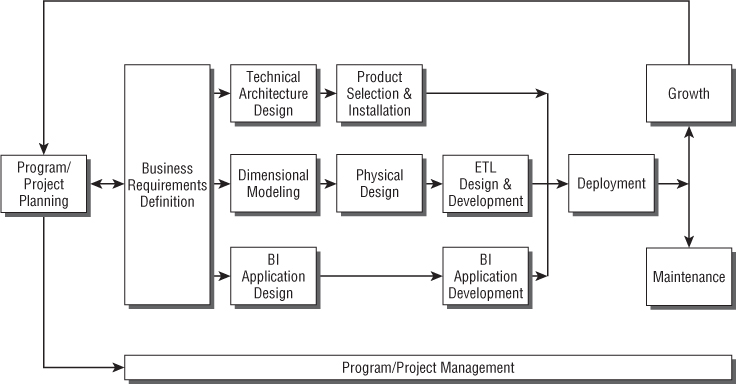 Program/
Project
Planning
Business
Requirements
Definition
Technical
Architecture
Design
Product
Selection &
Installation
Dimensional
Modeling
Physical
Design
ETL
Design &
Development
BI
Application
Design
BI
Application
Development
Deployment
Growth
Maintenance
Program/Project Management